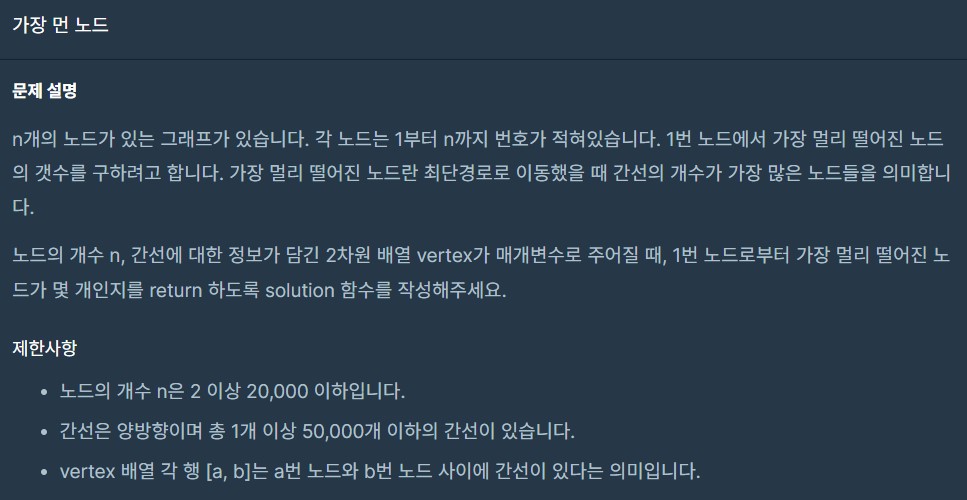 가장 먼 노드
문제 설명
n개의 노드가 있는 그래프가 있습니다. 각 노드는 1부터 n까지 번호가 적혀있습니다. 1번 노드에서 가장 멀리 떨어진 노드
의 갯수를 구하려고 합니다. 가장 멀리 떨어진 노드란 최단경로로 이동했을 때 간선의 개수가 가장 많은 노드들을 의미합니
다.
노드의 개수 n, 간선에 대한 정보가 담긴 2차원 배열 vertex가 매개변수로 주어질 때, 1번 노드로부터 가장 멀리 떨어진 노
드가 몇 개인지를 return 하도록 solution 함수를 작성해주세요.
제한사항
• 노드의 개수 n은 2 이상 20,000 이하입니다.
• 간선은 양방향이며 총 1개 이상 50,000개 이하의 간선이 있습니다.
• vertex 배열 각 행 [a, b]는 a번 노드와 b번 노드 사이에 간선이 있다는 의미입니다.